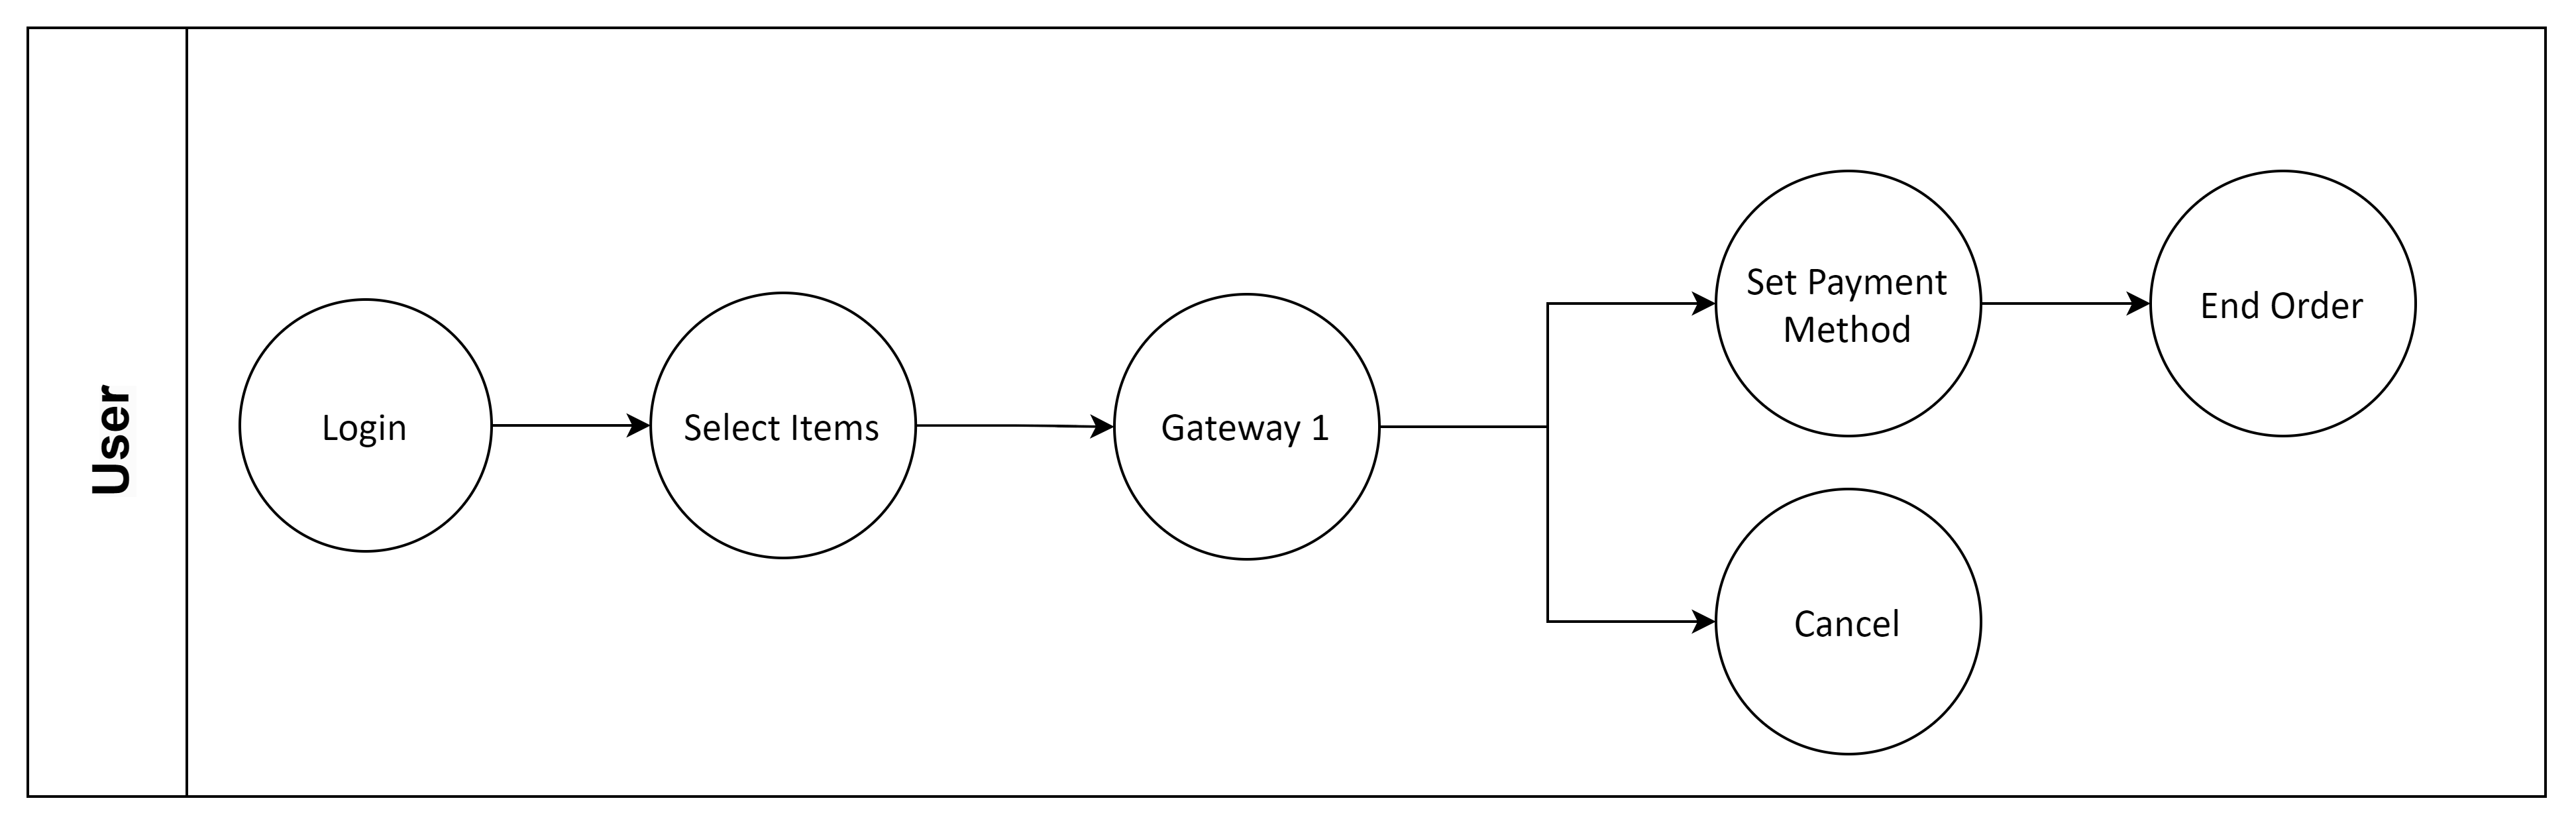 User
Login
Select Items
Gateway 1
Set Payment
Method
End Order
Cancel